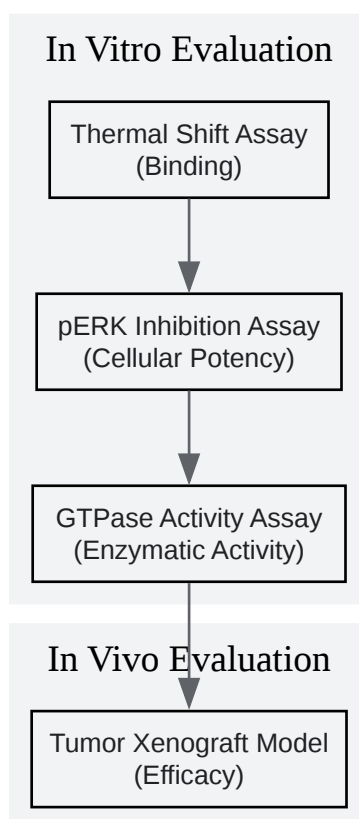 In Vitro Evaluation
Thermal Shift Assay
(Binding)
pERK Inhibition Assay
(Cellular Potency)
GTPase Activity Assay
(Enzymatic Activity)
In Vivo Evaluation
Tumor Xenograft Model
(Efficacy)